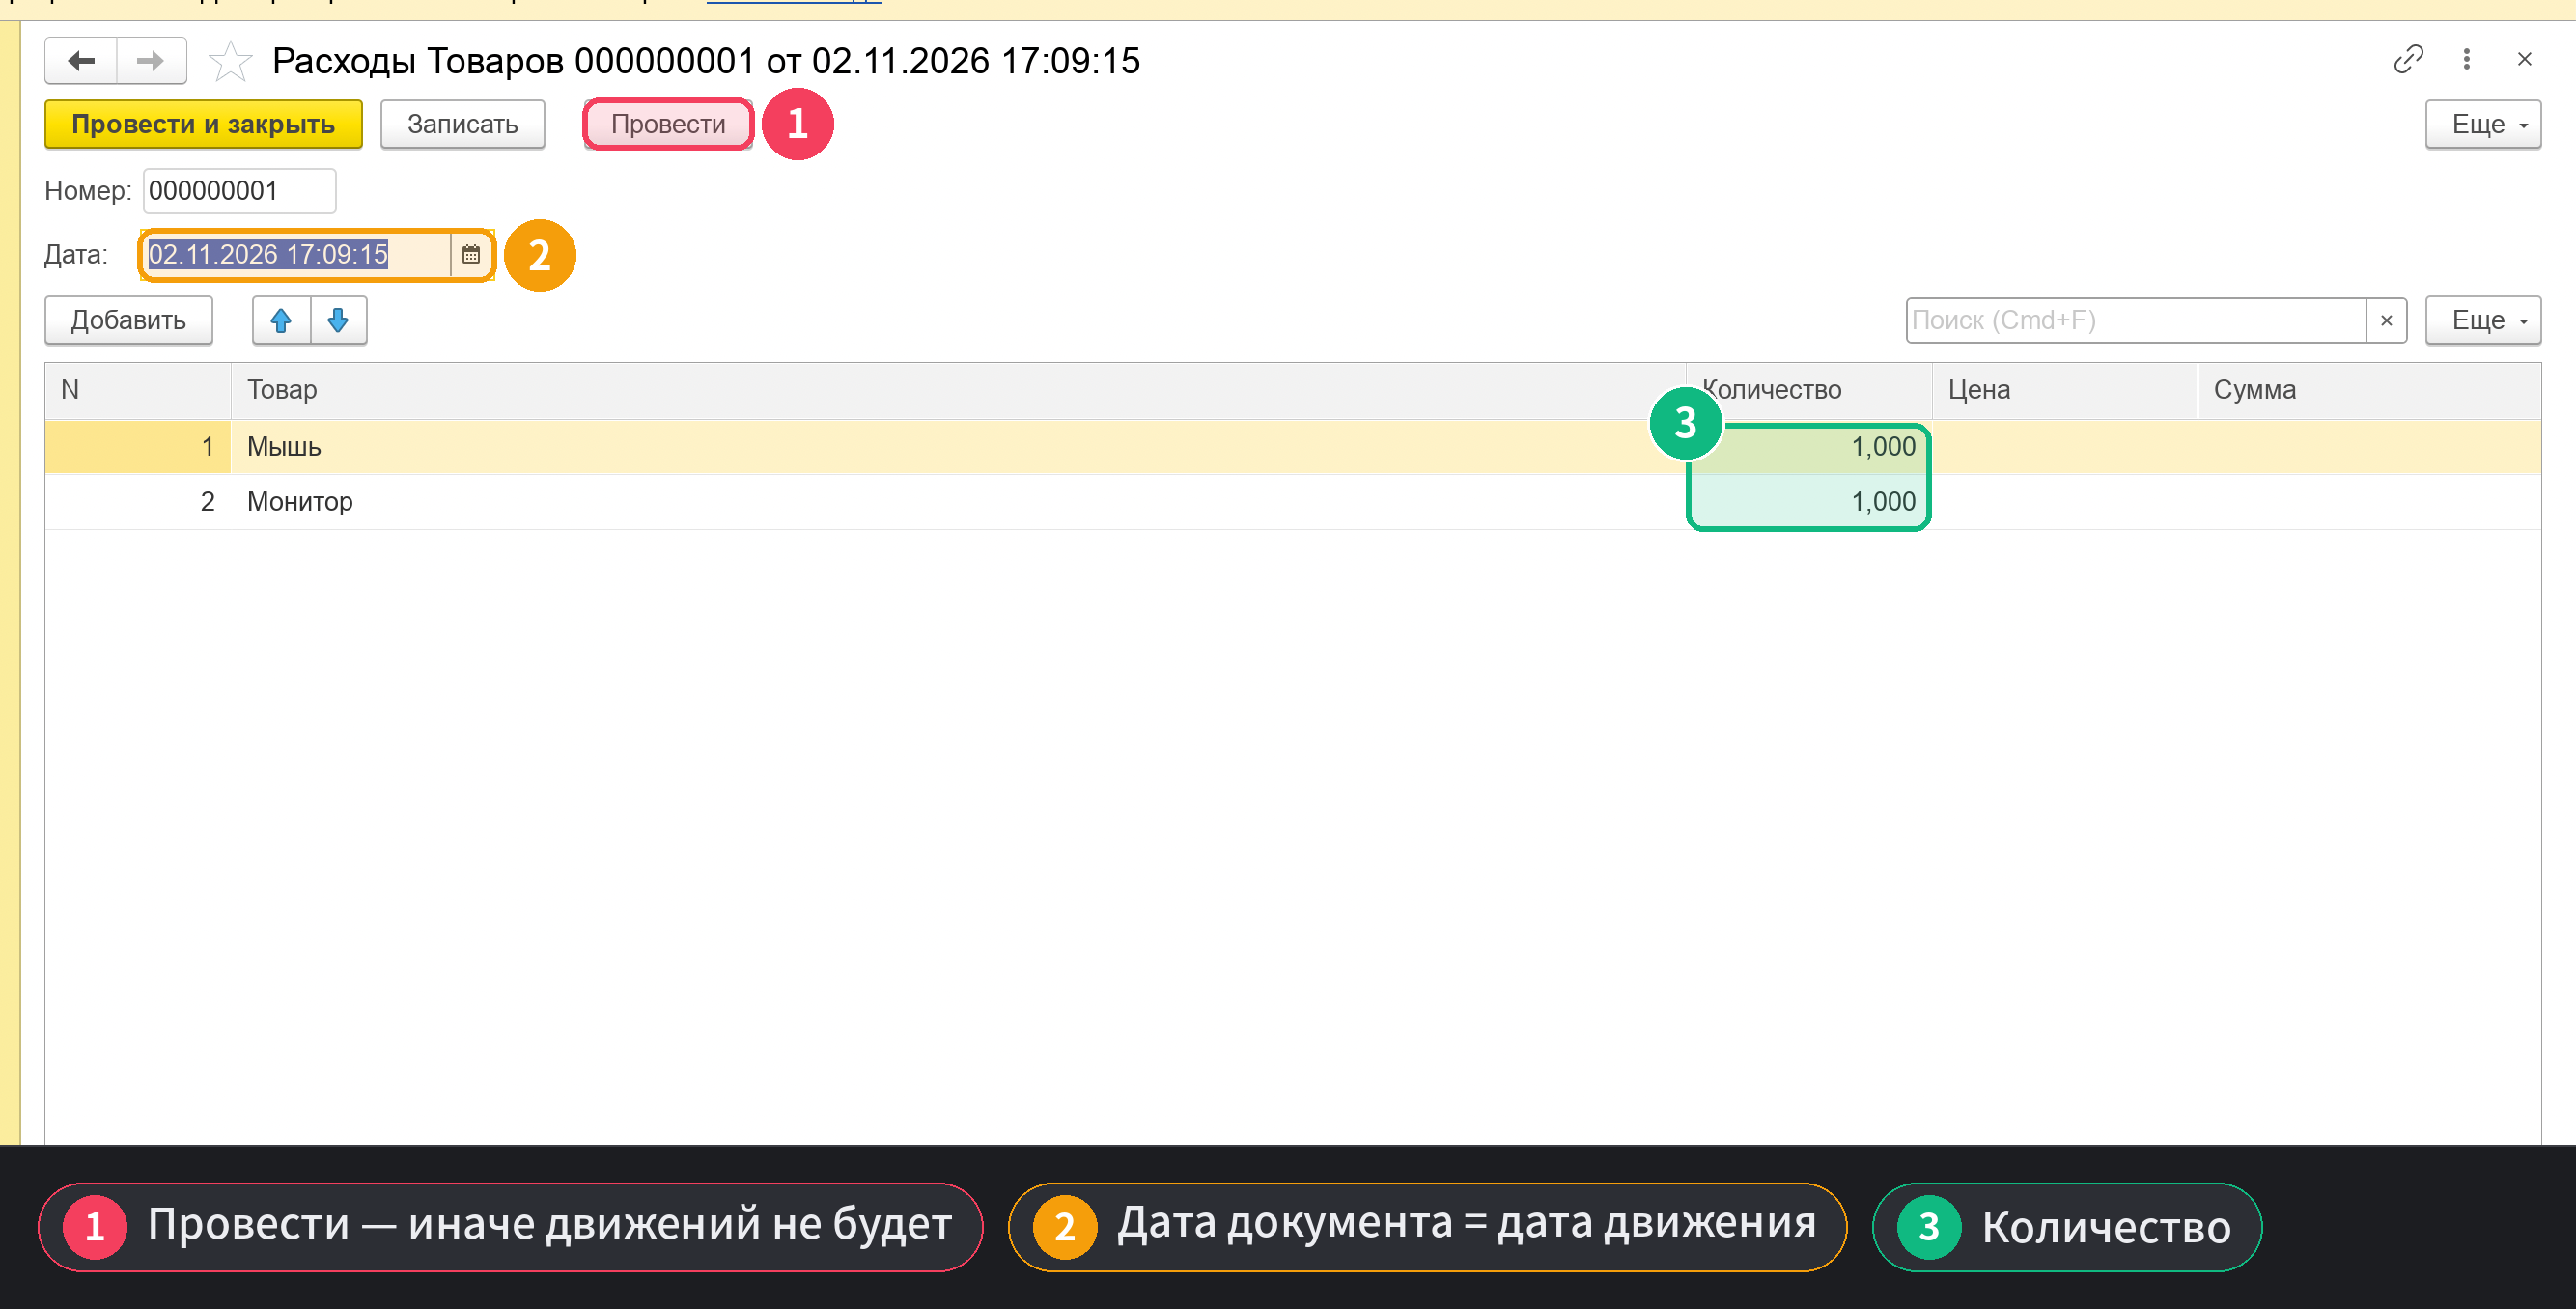 Расходы Товаров 000000001 от 02.11.2026 17:09:15
Провести и закрыть
Записать
Провести
1
Еще
Номер: 000000001
Дата: 02.11.2026 17:09:15
2
Добавить
Поиск (Cmd+F)
Еще
N Товар Количество Цена Сумма
3
1 Мышь 1,000
2 Монитор 1,000
1 Провести — иначе движений не будет
2 Дата документа = дата движения
3 Количество